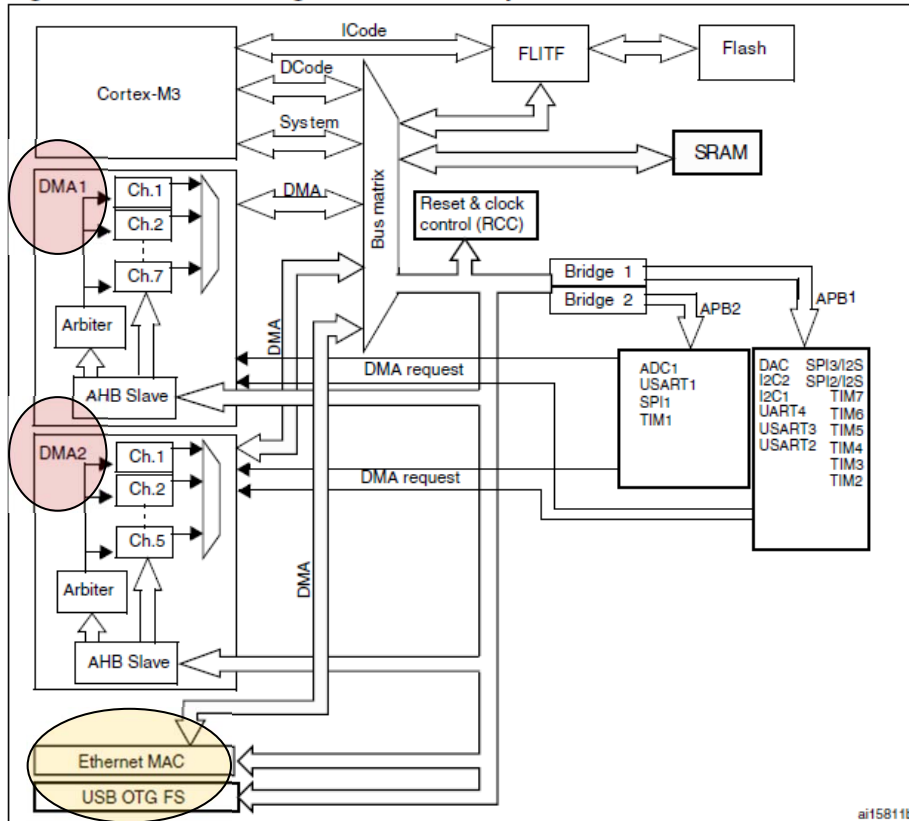 ICode
FLITF
Flash
DCode
Cortex-M3
System
SRAM
DMA1
Ch.1
Ch.2
Ch.7
DMA
Bus matrix
Reset & clock
control (RCC)
Bridge 1
Bridge 2
APB2
APB1
Arbiter
AHB Slave
DMA
DMA request
ADC1
USART1
SPI1
TIM1
DAC SPI3/I2S
I2C2 SPI2/I2S
I2C1 TIM7
UART4 TIM6
USART3 TIM5
USART2 TIM4
TIM3
TIM2
DMA2
Ch.1
Ch.2
Ch.5
DMA request
DMA
Arbiter
AHB Slave
Ethernet MAC
USB OTG FS
ai15811b